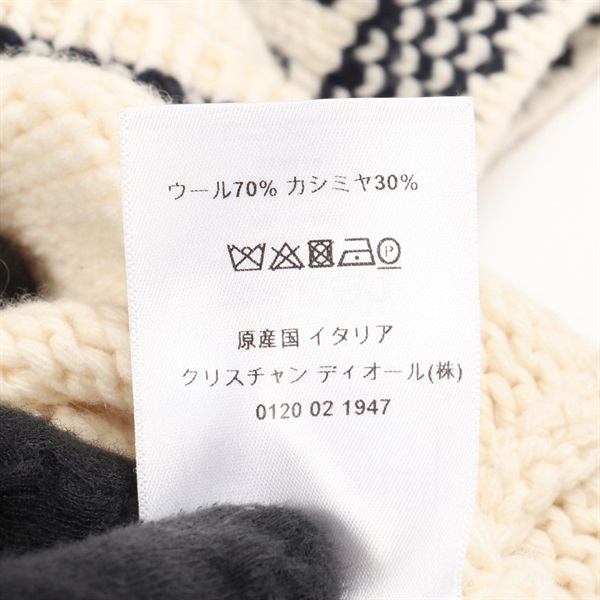 ウール70% カシミヤ30%
P
原産国 イタリア
クリスチャン ディオール(株)
0120 02 1947